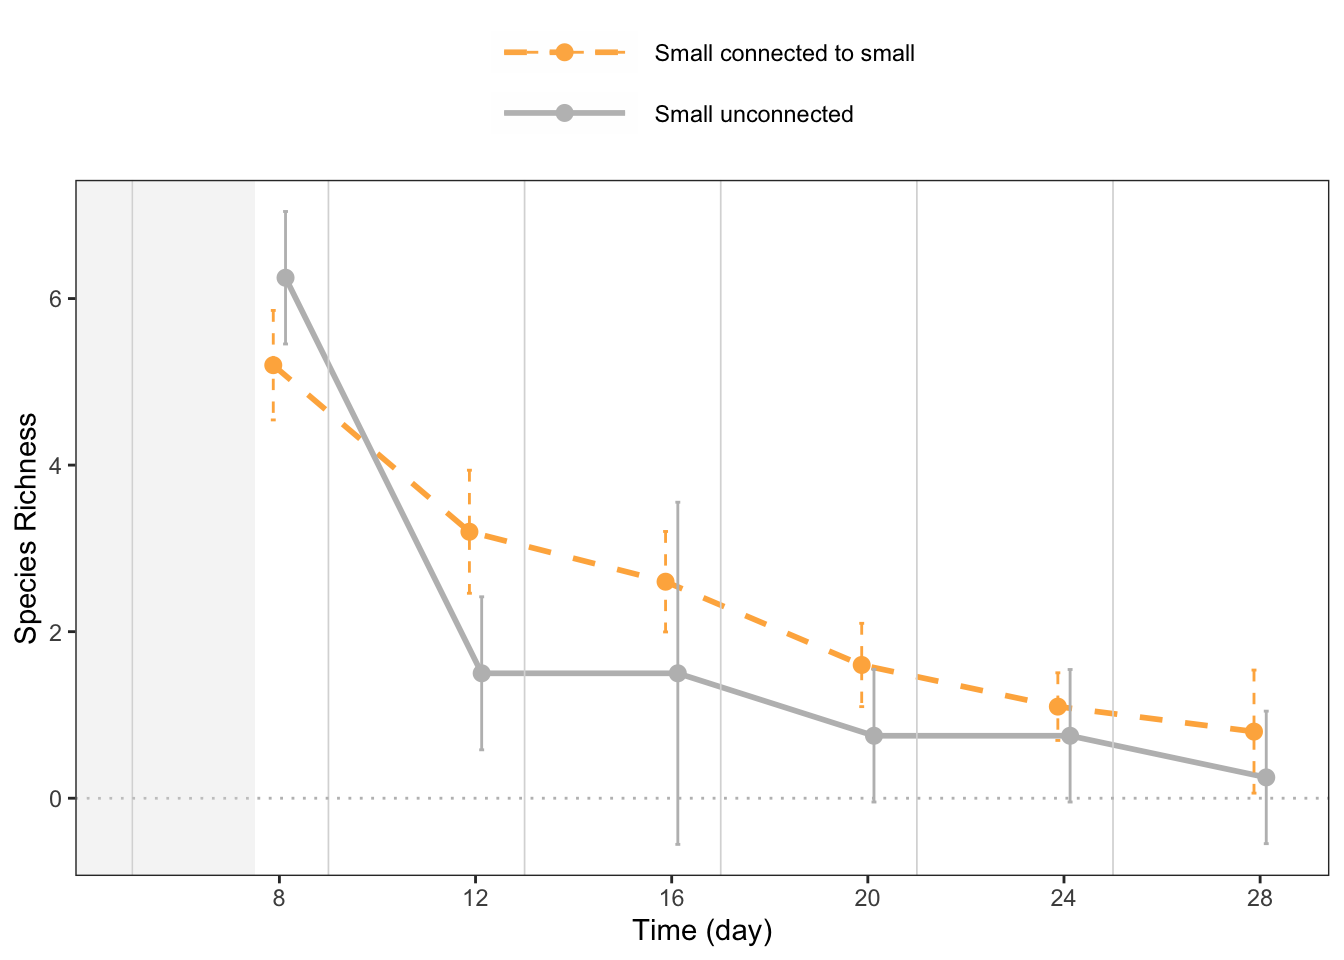 Small connected to small
Small unconnected
Species Richness
6
4
2
0
8 12 16 20 24 28
Time (day)